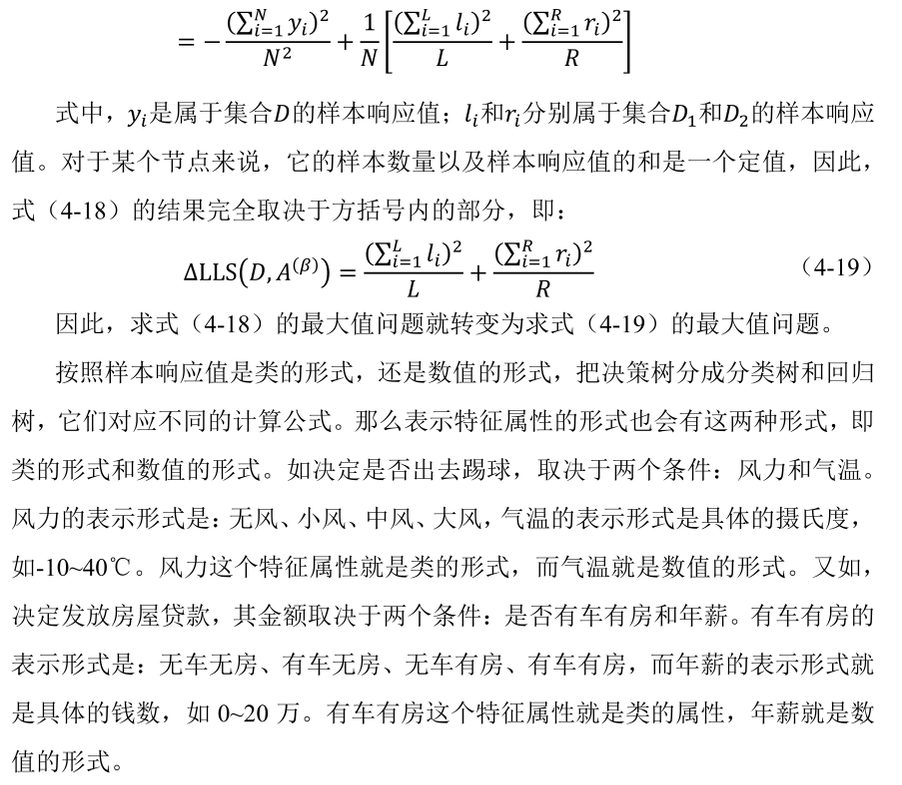 = −\frac{(\sum_{i=1}^{N} y_i)^2}{N^2} + \frac{1}{N}\left[\frac{(\sum_{i=1}^{L} l_i)^2}{L} + \frac{(\sum_{i=1}^{R} r_i)^2}{R}\right]
式中，y_i是属于集合D的样本响应值；l_i和r_i分别属于集合D_1和D_2的样本响应
值。对于某个节点来说，它的样本数量以及样本响应值的和是一个定值，因此，
式（4-18）的结果完全取决于方括号内的部分，即：
ΔLLS(D, A^{(β)}) = \frac{(\sum_{i=1}^{L} l_i)^2}{L} + \frac{(\sum_{i=1}^{R} r_i)^2}{R} （4-19）
因此，求式（4-18）的最大值问题就转变为求式（4-19）的最大值问题。
按照样本响应值是类的形式，还是数值的形式，把决策树分成分类树和回归
树，它们对应不同的计算公式。那么表示特征属性的形式也会有这两种形式，即
类的形式和数值的形式。如决定是否出去踢球，取决于两个条件：风力和气温。
风力的表示形式是：无风、小风、中风、大风，气温的表示形式是具体的摄氏度，
如-10~40℃。风力这个特征属性就是类的形式，而气温就是数值的形式。又如，
决定发放房屋贷款，其金额取决于两个条件：是否有车有房和年薪。有车有房的
表示形式是：无车无房、有车无房、无车有房、有车有房，而年薪的表示形式就
是具体的钱数，如 0~20 万。有车有房这个特征属性就是类的属性，年薪就是数
值的形式。